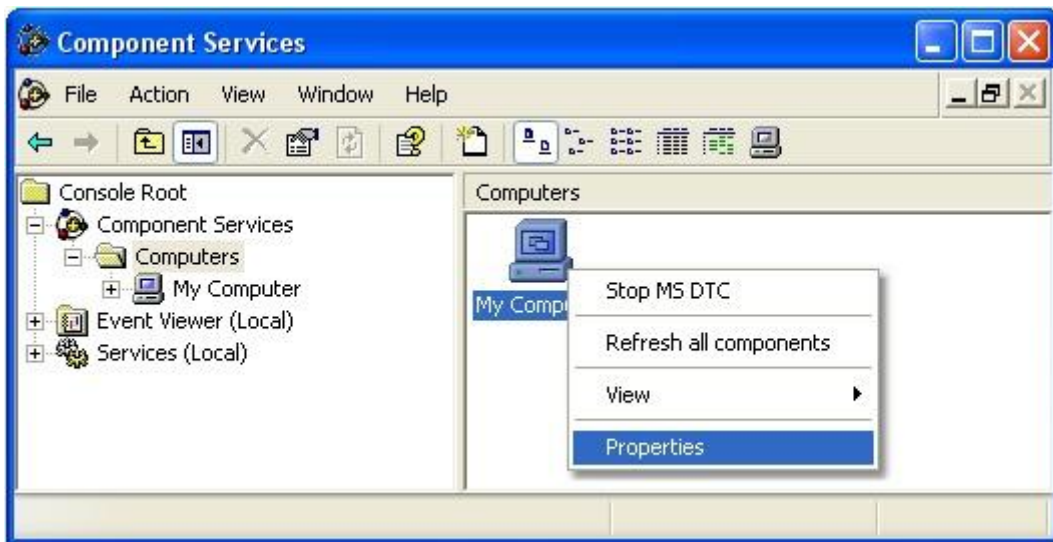 Component Services
File Action View Window Help
Console Root
Component Services
Computers
My Computer
Event Viewer (Local)
Services (Local)
Computers
My Comp
Stop MS DTC
Refresh all components
View
Properties